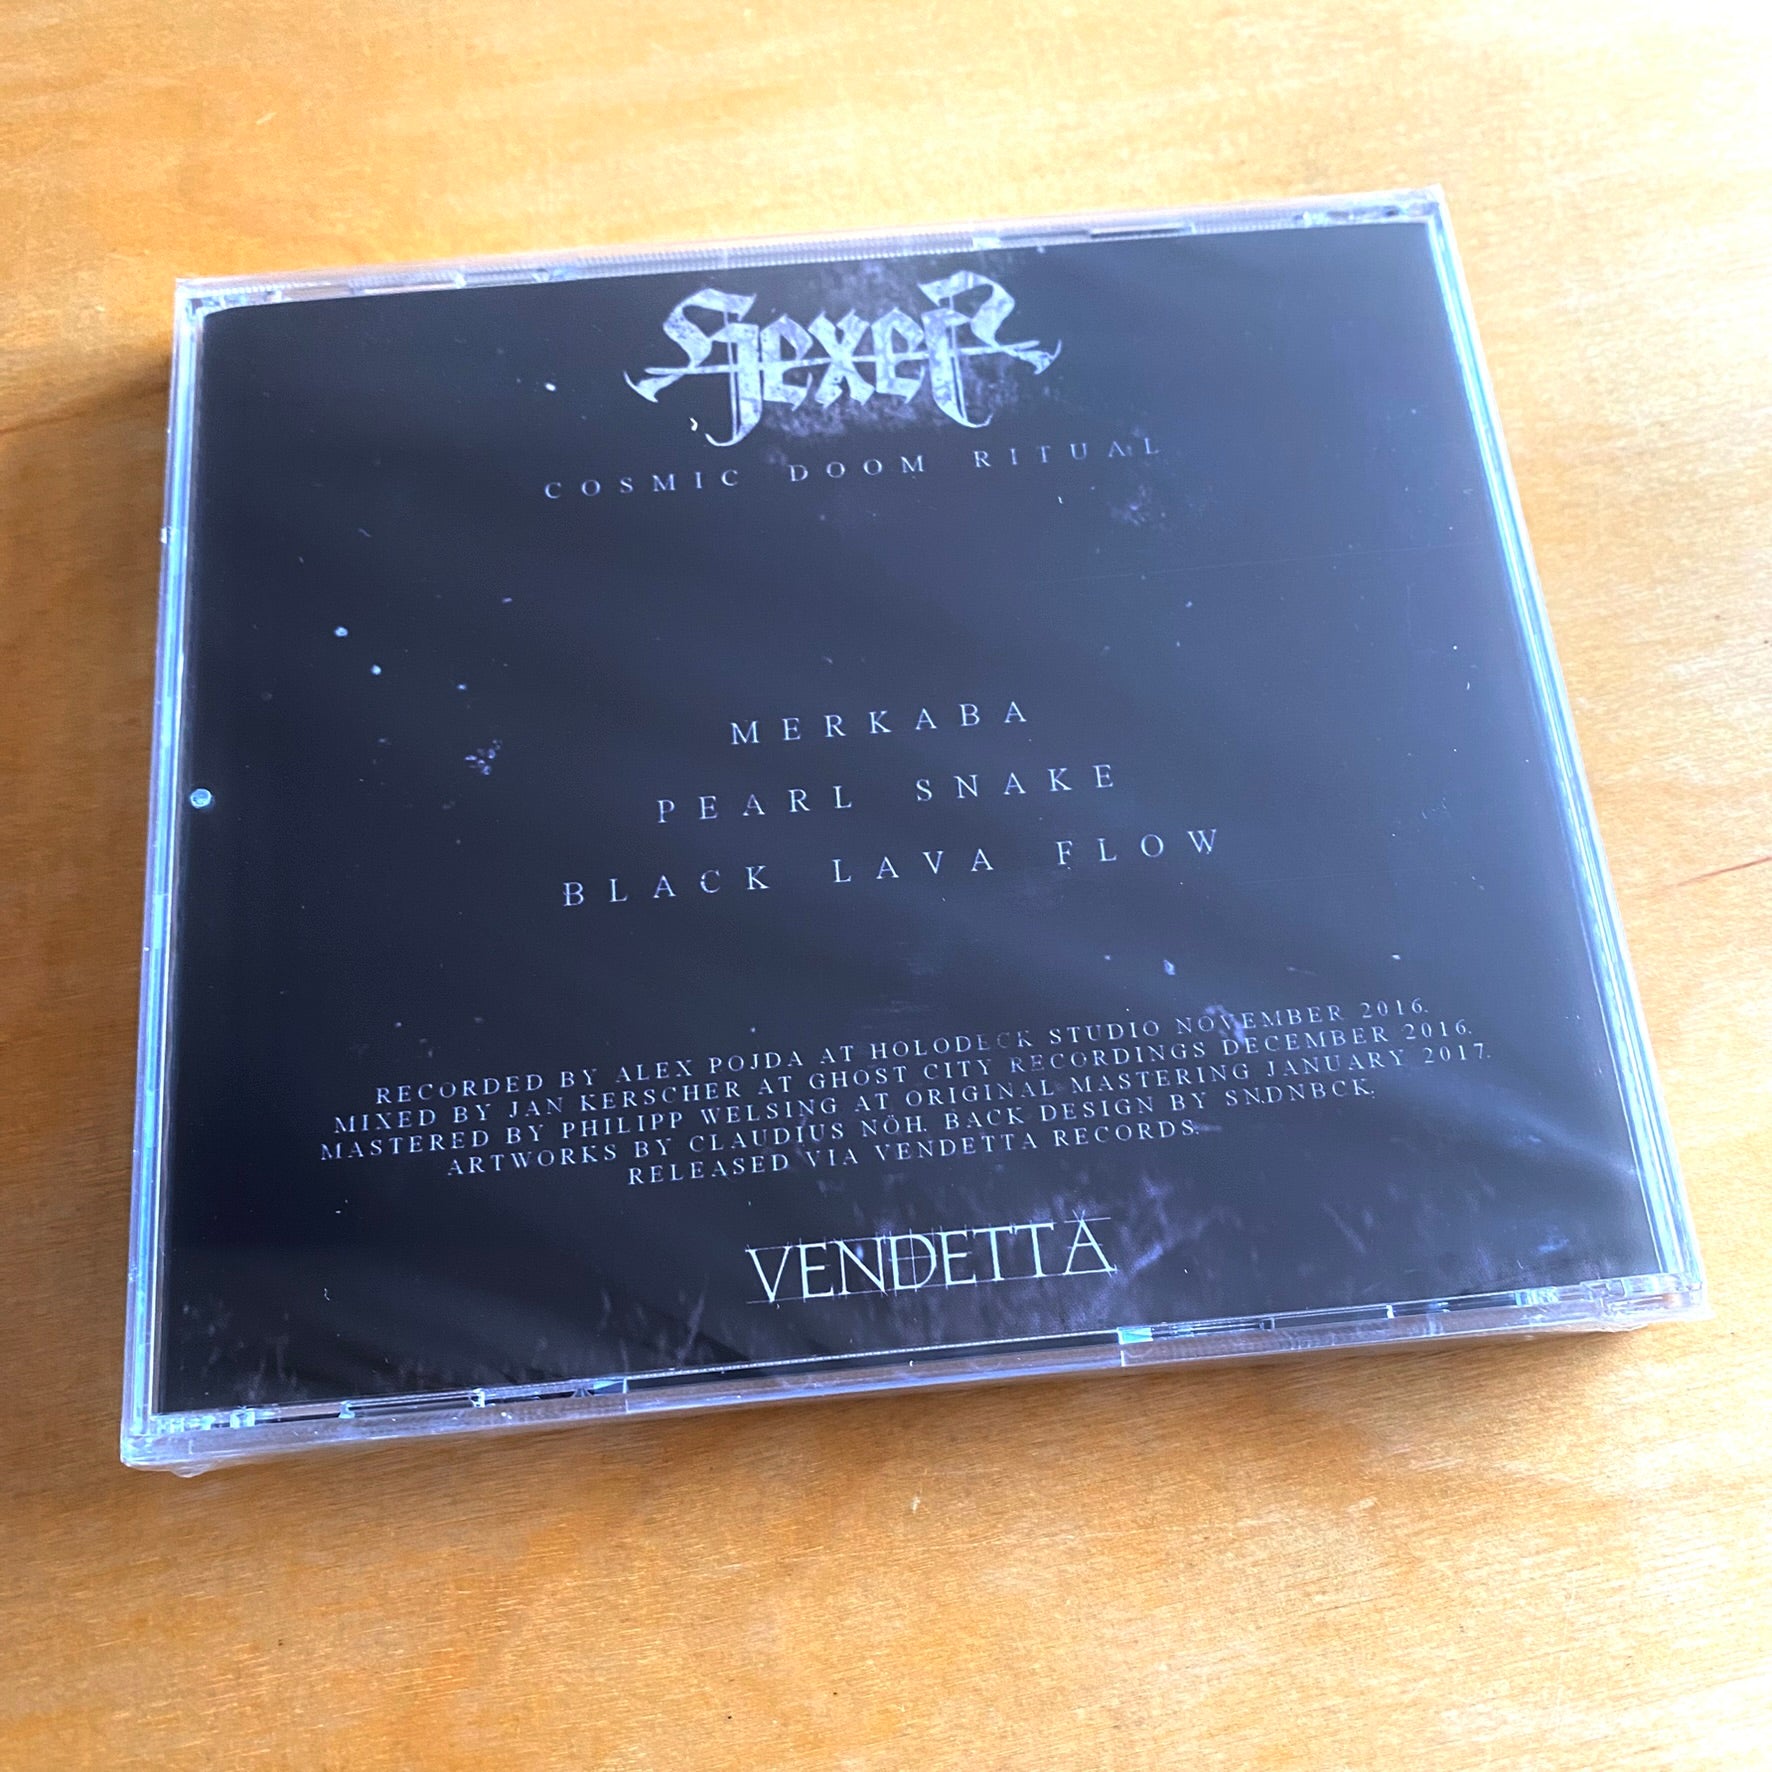 Hexer
COSMIC DOOM RITUAL
MERKABA
PEARL SNAKE
BLACK LAVA FLOW
RECORDED BY ALEX POJDA AT HOLODECK STUDIO NOVEMBER 2016.
MIXED BY JAN KERSCHER AT GHOST CITY RECORDINGS DECEMBER 2016.
MASTERED BY PHILIPP WELSING AT ORIGINAL MASTERING JANUARY 2017.
ARTWORKS BY CLAUDIUS NÖH. BACK DESIGN BY SN.DNBCK.
RELEASED VIA VENDETTA RECORDS.
VENDETTA